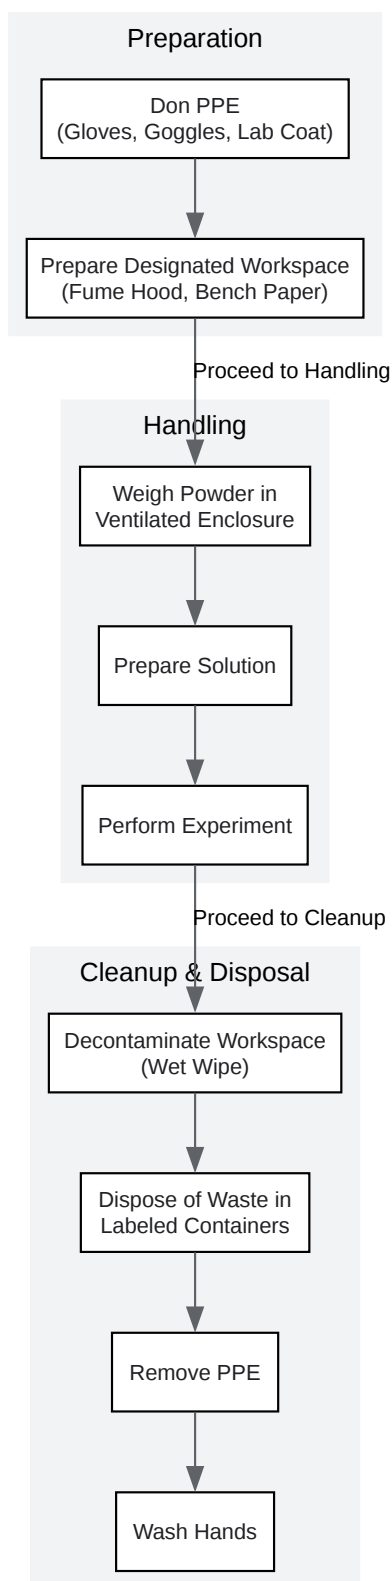 Preparation
Don PPE
(Gloves, Goggles, Lab Coat)
Prepare Designated Workspace
(Fume Hood, Bench Paper)
Proceed to Handling
Handling
Weigh Powder in
Ventilated Enclosure
Prepare Solution
Perform Experiment
Proceed to Cleanup
Cleanup & Disposal
Decontaminate Workspace
(Wet Wipe)
Dispose of Waste in
Labeled Containers
Remove PPE
Wash Hands